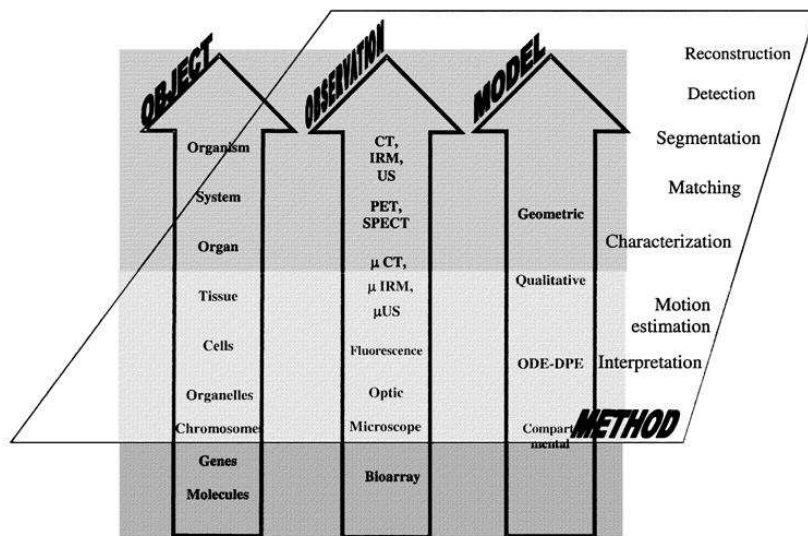 OBJECT
Organism
System
Organ
Tissue
Cells
Organelles
Chromosomes
Genes
Molecules
OBSERVATION
CT,
IRM,
US
PET,
SPECT
μ CT,
μ IRM,
μUS
Fluorescence
Optic
Microscope
Bioarray
MODEL
Geometric
Qualitative
ODE-DPE
Compart
mental
Reconstruction
Detection
Segmentation
Matching
Characterization
Motion
estimation
Interpretation
METHOD